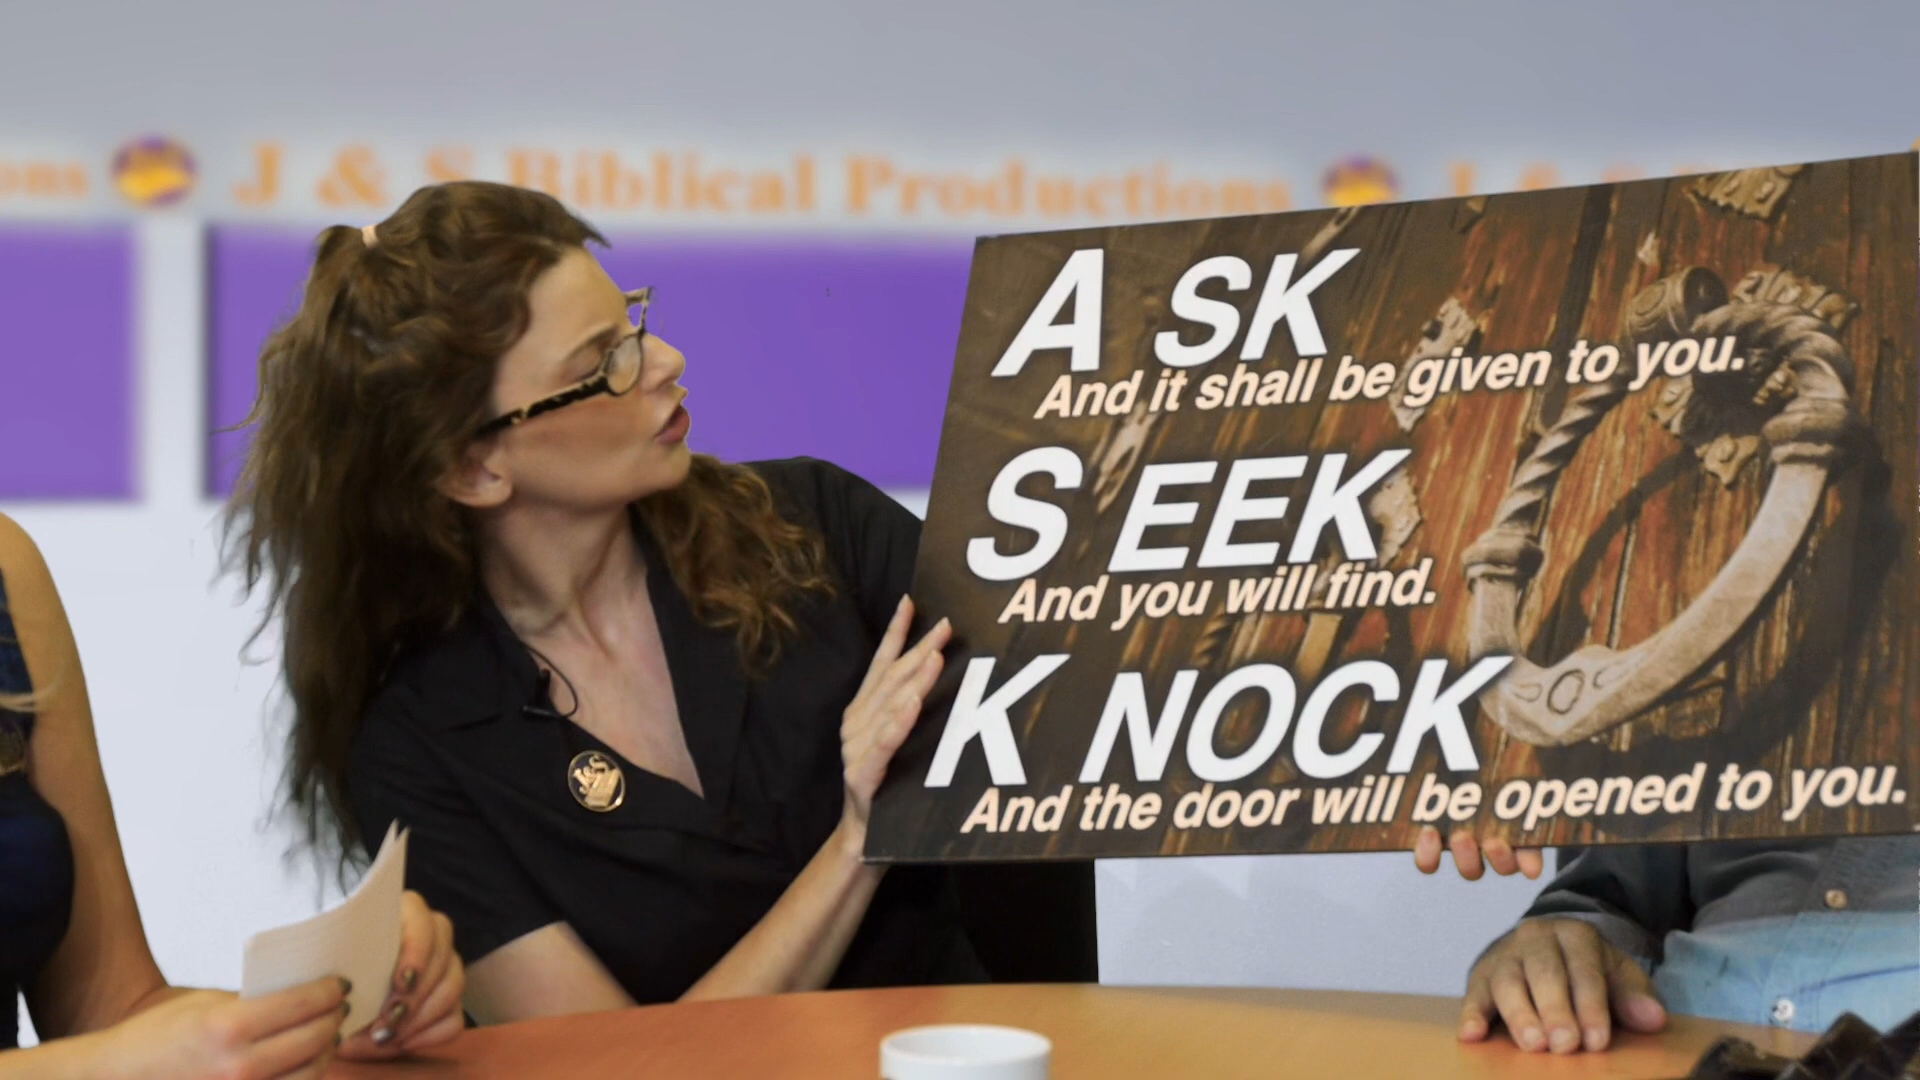 ons J & S Biblical Productions
A SK
And it shall be given to you.
S EEK
And you will find.
K NOCK
And the door will be opened to you.